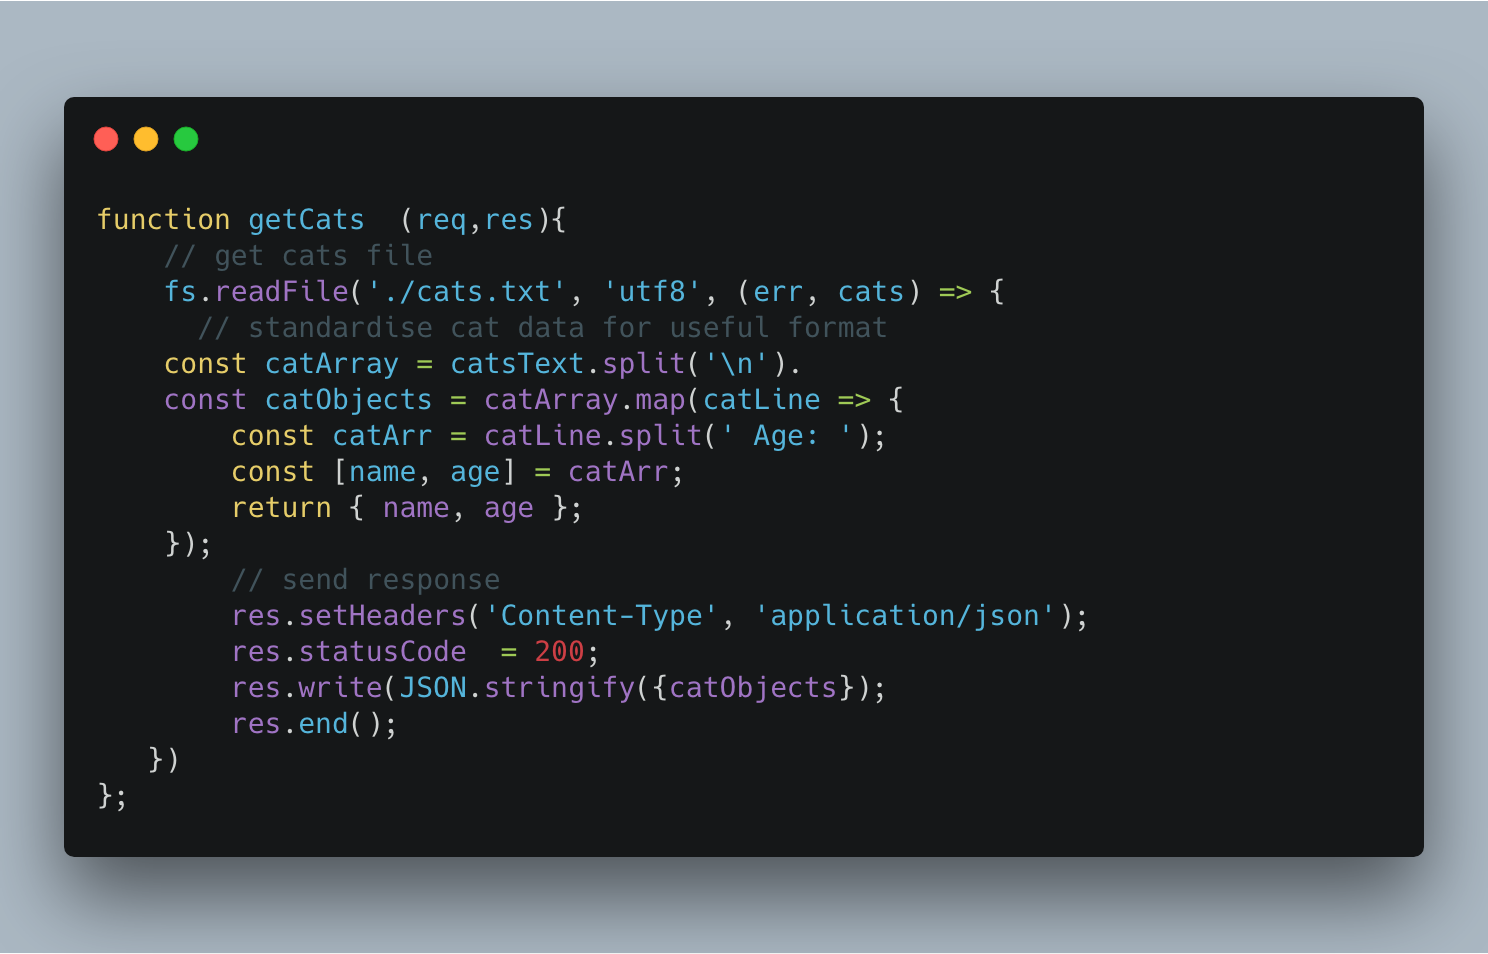 function getCats  (req,res){
    // get cats file
    fs.readFile('./cats.txt', 'utf8', (err, cats) => {
      // standardise cat data for useful format
    const catArray = catsText.split('\n').
    const catObjects = catArray.map(catLine => {
        const catArr = catLine.split(' Age: ');
        const [name, age] = catArr;
        return { name, age };
    });
        // send response
        res.setHeaders('Content-Type', 'application/json');
        res.statusCode  = 200;
        res.write(JSON.stringify({catObjects});
        res.end();
   })
};